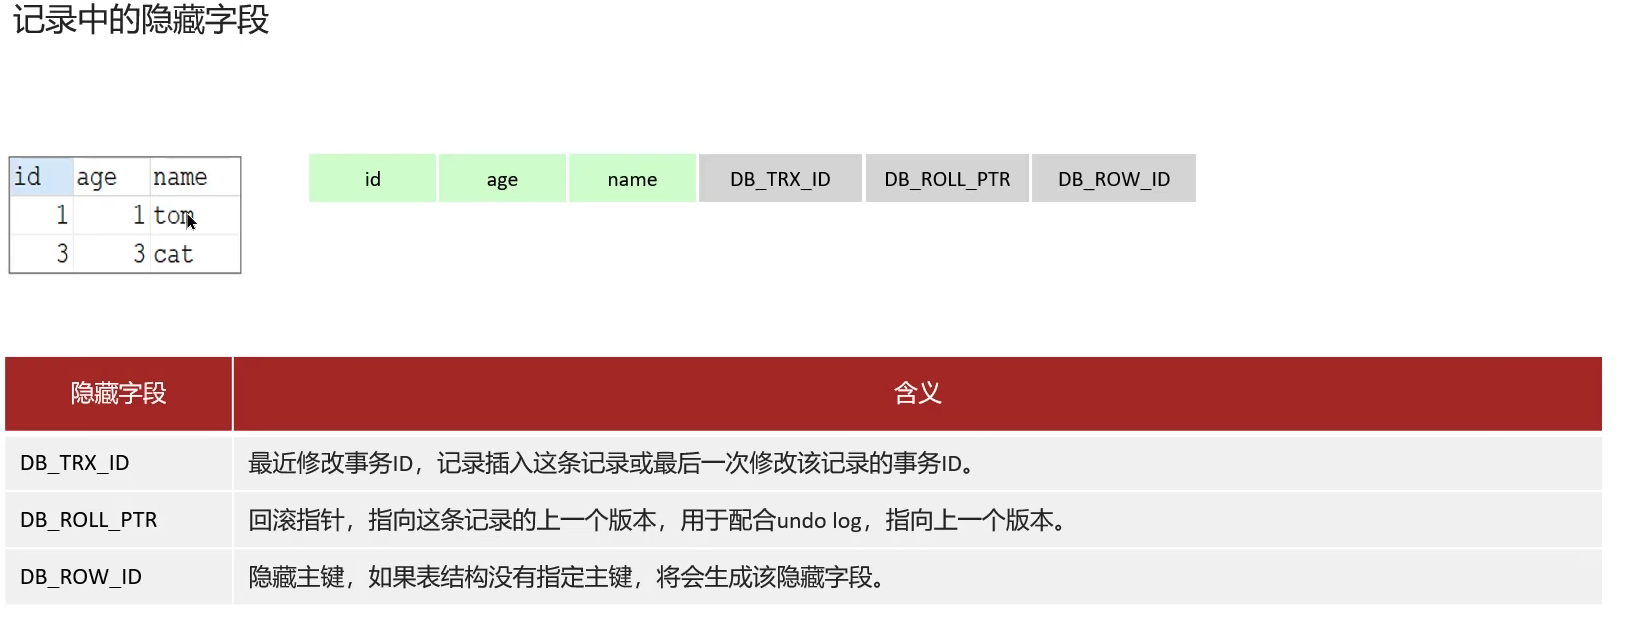 记录中的隐藏字段
id age name
1 1 tom
3 3 cat
id age name DB_TRX_ID DB_ROLL_PTR DB_ROW_ID
隐藏字段 含义
DB_TRX_ID 最近修改事务ID，记录插入这条记录或最后一次修改该记录的事务ID。
DB_ROLL_PTR 回滚指针，指向这条记录的上一个版本，用于配合undo log，指向上一个版本。
DB_ROW_ID 隐藏主键，如果表结构没有指定主键，将会生成该隐藏字段。